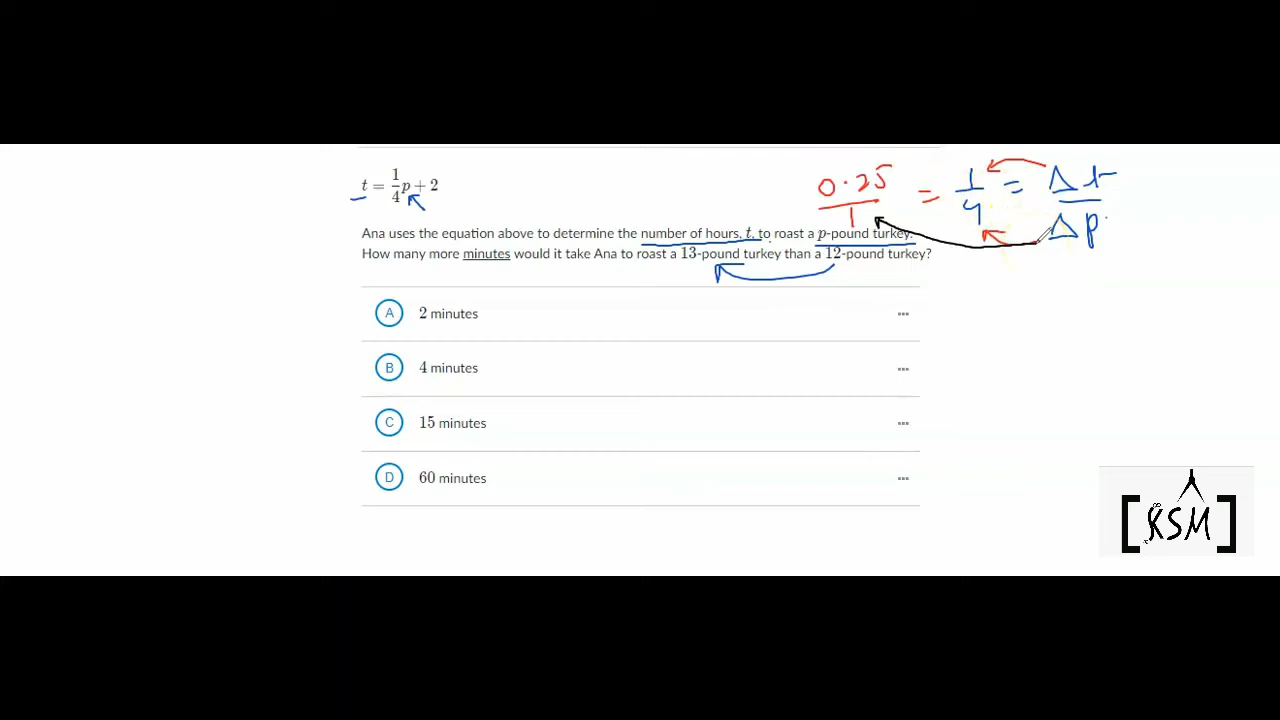 t = 1/4 p + 2
0.25/1 = 1/4 = Δt/Δp
Ana uses the equation above to determine the number of hours, t, to roast a p-pound turkey.
How many more minutes would it take Ana to roast a 13-pound turkey than a 12-pound turkey?
A 2 minutes
B 4 minutes
C 15 minutes
D 60 minutes
[KSM]